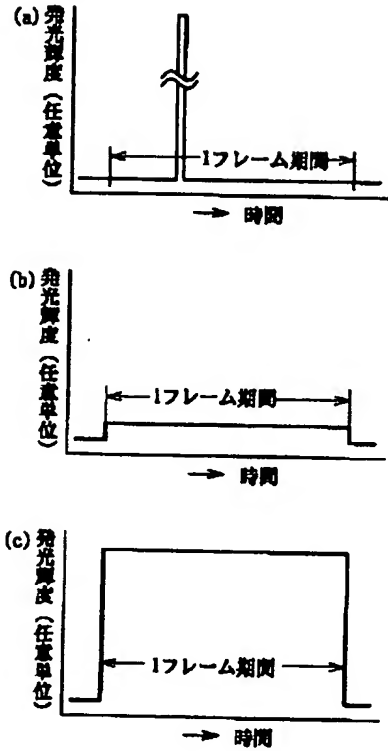 (a)
発光輝度(任意単位)
1フレーム期間
時間
(b)
発光輝度(任意単位)
1フレーム期間
時間
(c)
発光輝度(任意単位)
1フレーム期間
時間